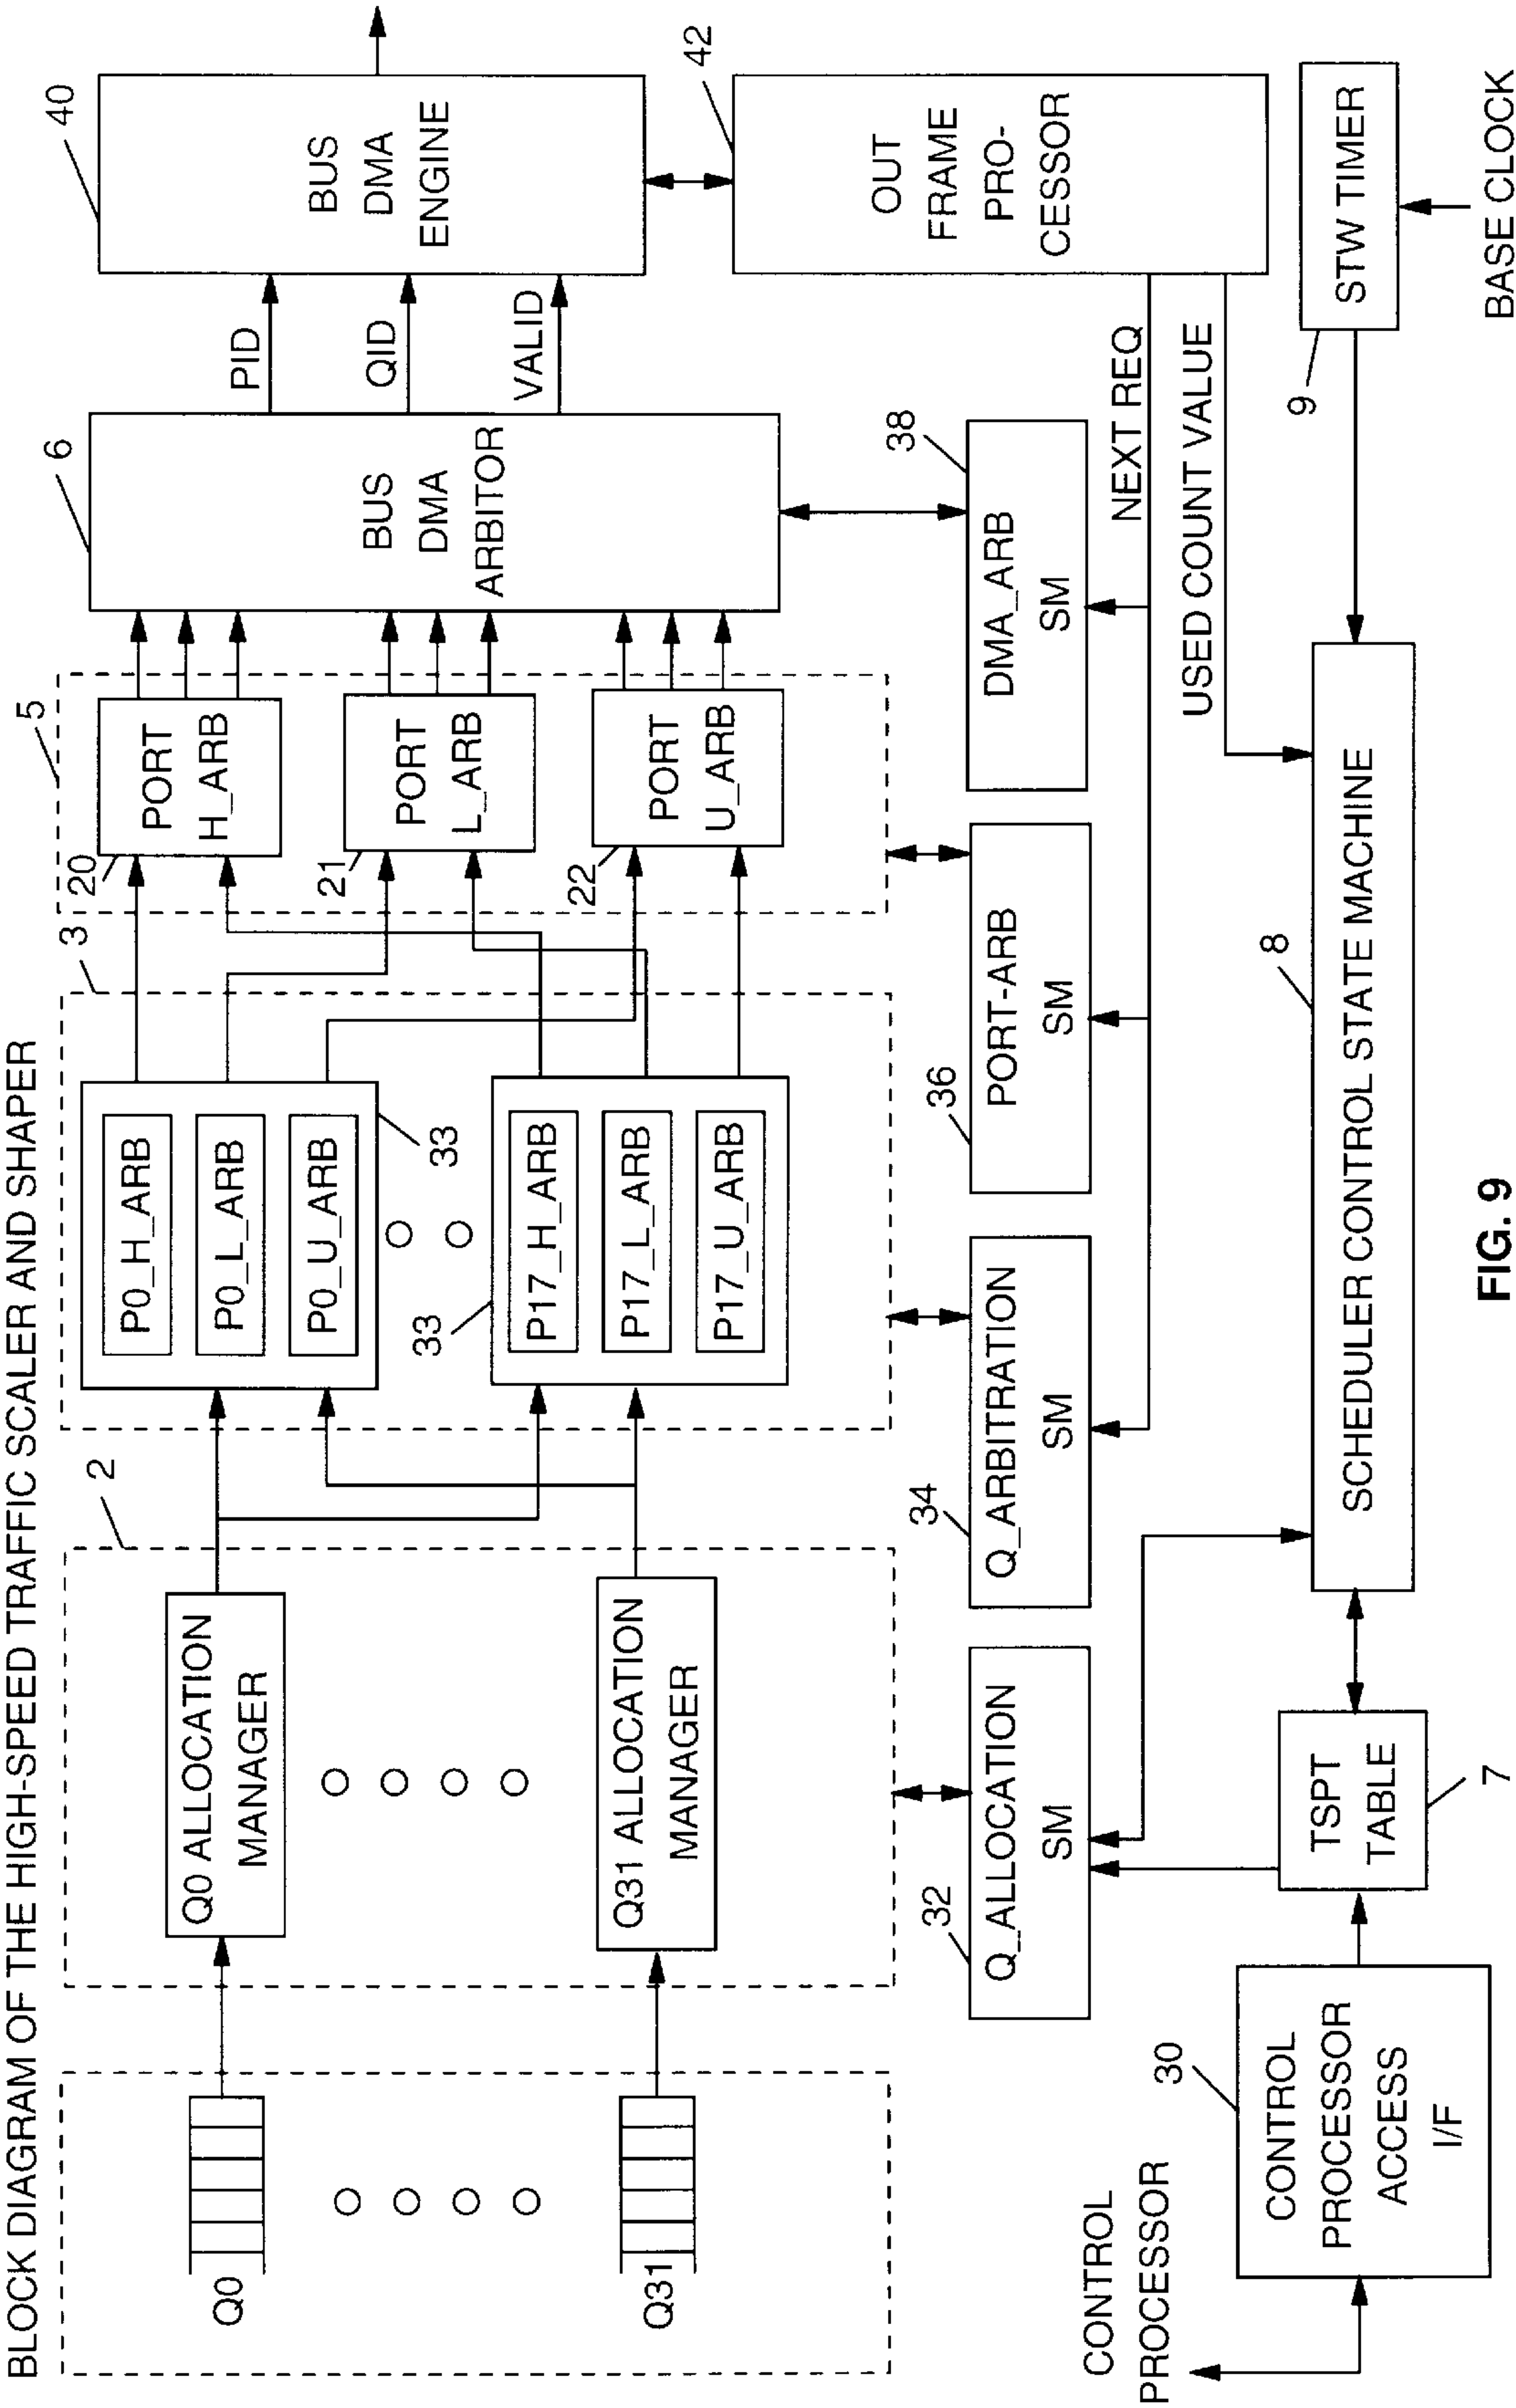 BLOCK DIAGRAM OF THE HIGH-SPEED TRAFFIC SCALER AND SHAPER
Q0
Q31
2
Q0 ALLOCATION
MANAGER
Q31 ALLOCATION
MANAGER
3
P0_H_ARB
P0_L_ARB
P0_U_ARB
33
33
P17_H_ARB
P17_L_ARB
P17_U_ARB
5
20
PORT
H_ARB
21
PORT
L_ARB
22
PORT
U_ARB
6
BUS
DMA
ARBITOR
PID
QID
VALID
40
BUS
DMA
ENGINE
42
OUT
FRAME
PRO-
CESSOR
32
Q_ALLOCATION
SM
34
Q_ARBITRATION
SM
36
PORT-ARB
SM
38
DMA_ARB
SM
NEXT REQ
USED COUNT VALUE
CONTROL
PROCESSOR
30
CONTROL
PROCESSOR
ACCESS
I/F
TSPT
TABLE
7
8
SCHEDULER CONTROL STATE MACHINE
9
STW TIMER
BASE CLOCK
FIG. 9